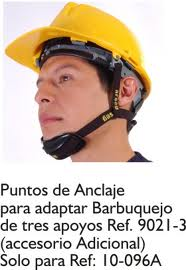 Puntos de Anclaje
para adaptar Barbuquejo
de tres apoyos Ref. 9021-3
(accesorio Adicional)
Solo para Ref: 10-096A